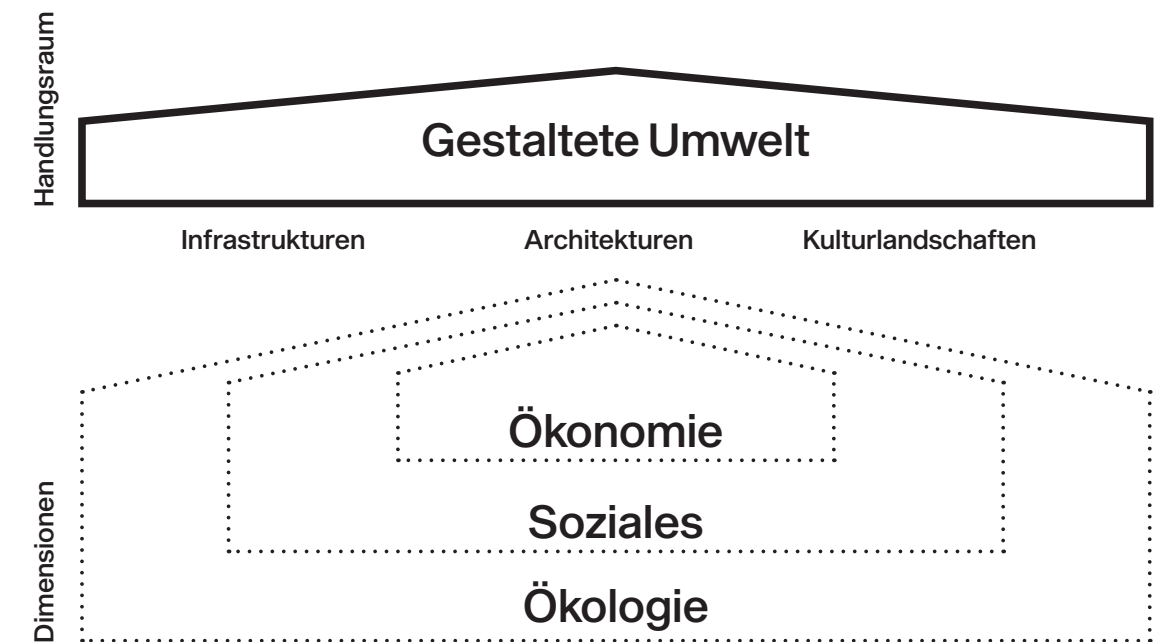 Handlungsraum
Gestaltete Umwelt
Infrastrukturen
Architekturen
Kulturlandschaften
Dimensionen
Ökonomie
Soziales
Ökologie